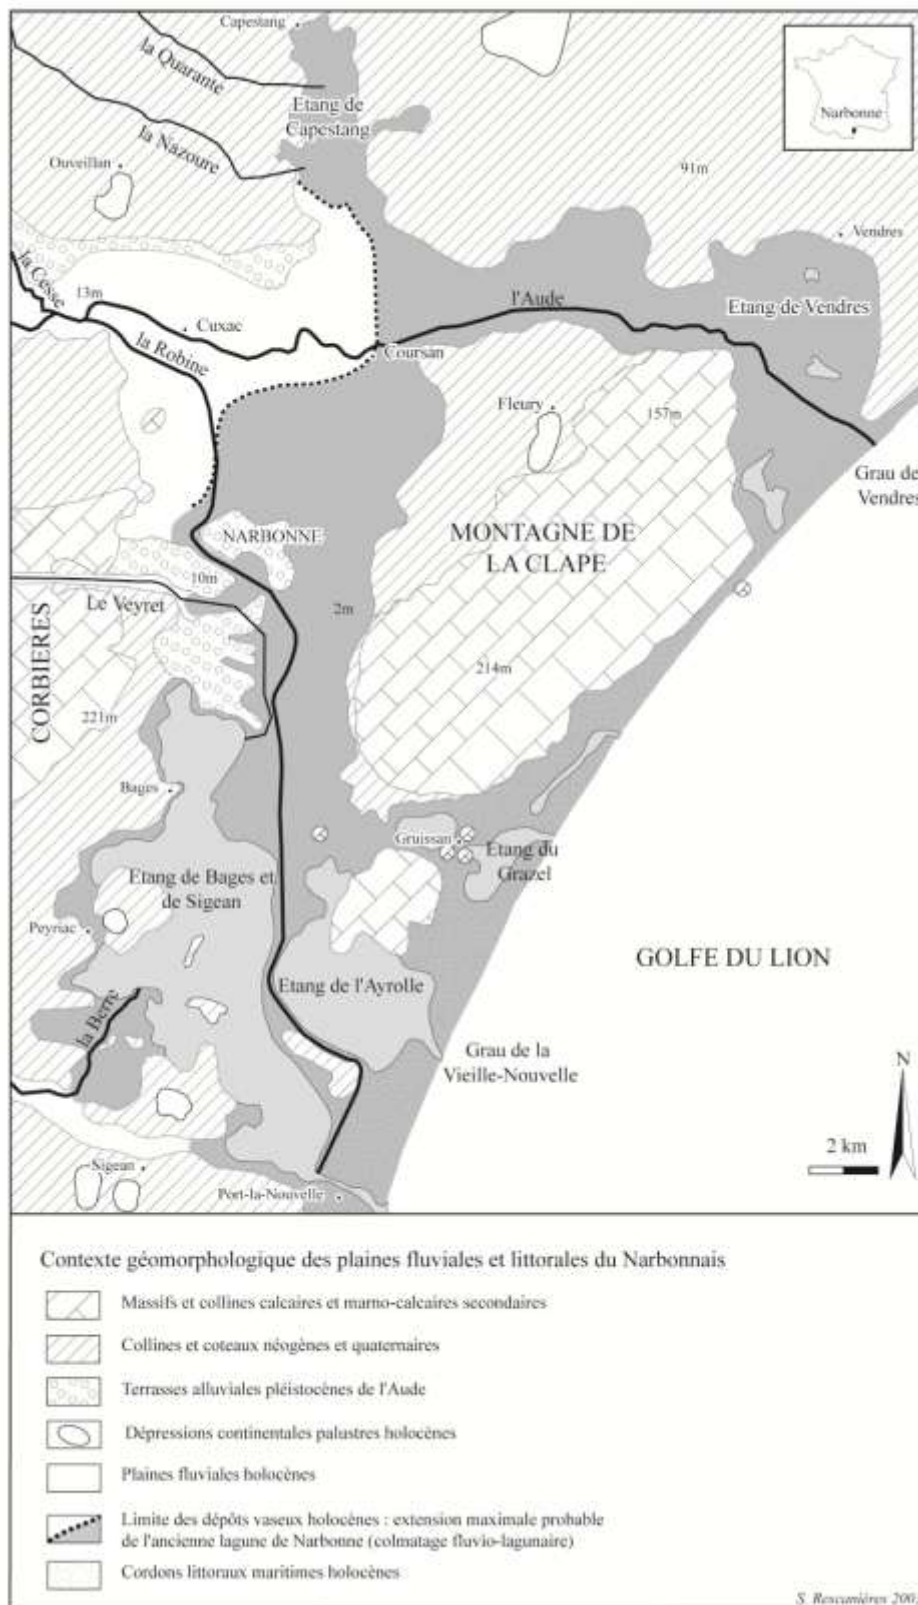 Capestang
la Quarante
Etang de
Capestang
la Nazoure
Ouveillan
Narbonne
91m
Vendres
la Cesse
13m
l'Aude
Etang de Vendres
Cuxac
la Robine
Coursan
Fleury
157m
Grau de
Vendres
NARBONNE
MONTAGNE DE
LA CLAPE
10m
Le Veyret
2m
CORBIERES
214m
221m
Bages
Gruissan
Etang du
Grazel
Etang de Bages et
de Sigean
Peyriac
GOLFE DU LION
Etang de l'Ayrolle
la Berre
Grau de la
Vieille-Nouvelle
N
2 km
Sigean
Port-la-Nouvelle
Contexte géomorphologique des plaines fluviales et littorales du Narbonnais
Massifs et collines calcaires et marno-calcaires secondaires
Collines et coteaux néogènes et quaternaires
Terrasses alluviales pléistocènes de l'Aude
Dépressions continentales palustres holocènes
Plaines fluviales holocènes
Limite des dépôts vaseux holocènes : extension maximale probable
de l'ancienne lagune de Narbonne (colmatage fluvio-lagunaire)
Cordons littoraux maritimes holocènes
S. Rescanières